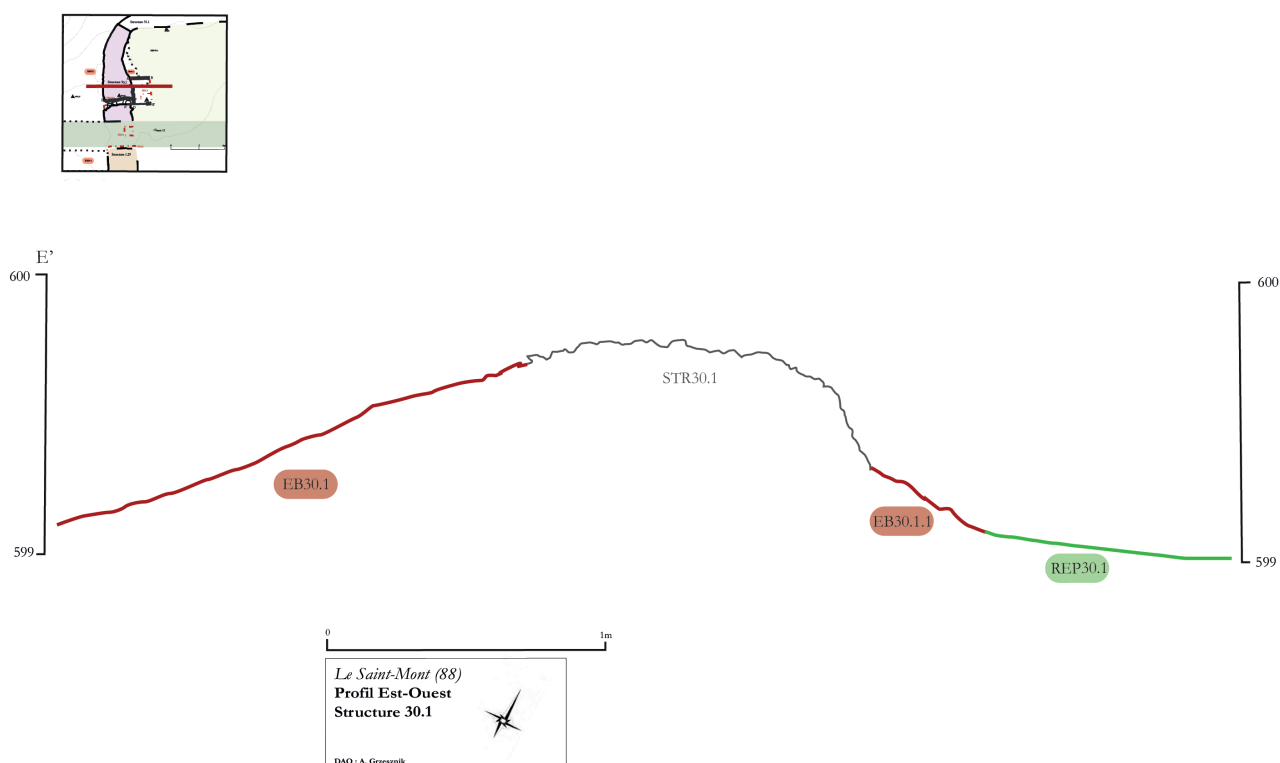 E’
600
600
STR30.1
EB30.1
EB30.1.1
599
599
REP30.1
0
1m
Le Saint-Mont (88)
Profil Est-Ouest
Structure 30.1
DAO : A. Grzesznik